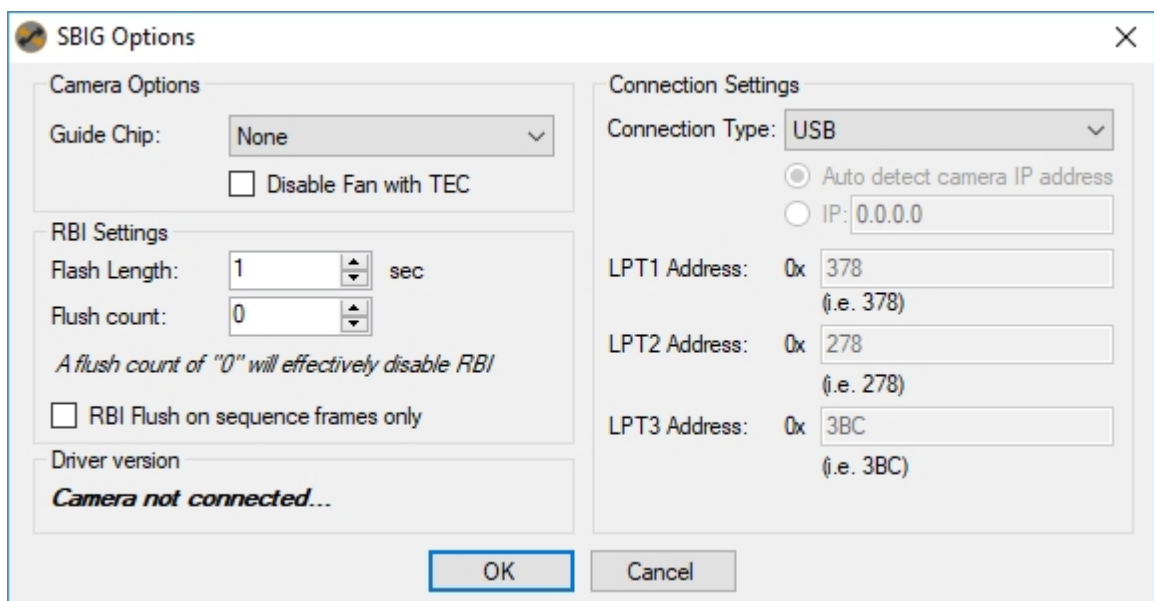 SBIG Options
Camera Options
Guide Chip: None
Disable Fan with TEC
RBI Settings
Flash Length: 1 sec
Flush count: 0
A flush count of "0" will effectively disable RBI
RBI Flush on sequence frames only
Driver version
Camera not connected...
Connection Settings
Connection Type: USB
Auto detect camera IP address
IP: 0.0.0.0
LPT1 Address: 0x 378
(i.e. 378)
LPT2 Address: 0x 278
(i.e. 278)
LPT3 Address: 0x 3BC
(i.e. 3BC)
OK Cancel